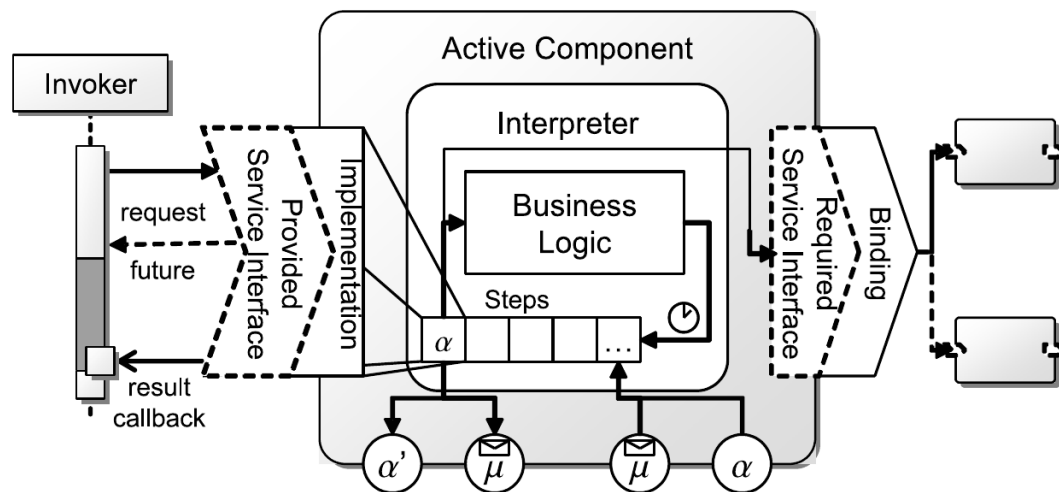 Active Component
Invoker
Interpreter
request
future
result
callback
Provided
Service Interface
Implementation
Business
Logic
Steps
α
...
Required
Service Interface
Binding
α'
μ
μ
α